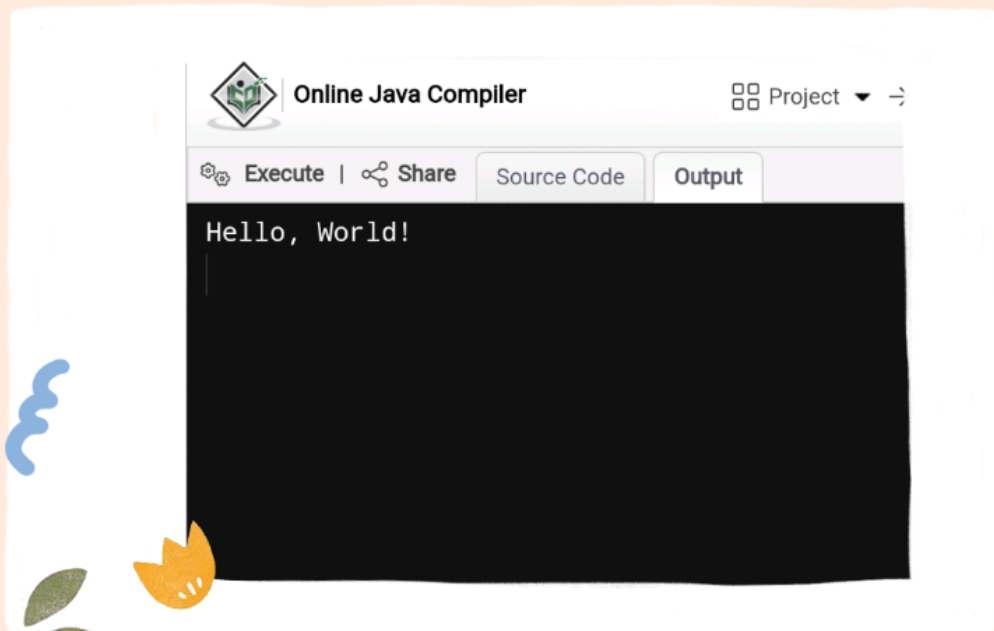 Online Java Compiler
Project
Execute | Share
Source Code
Output
Hello, World!